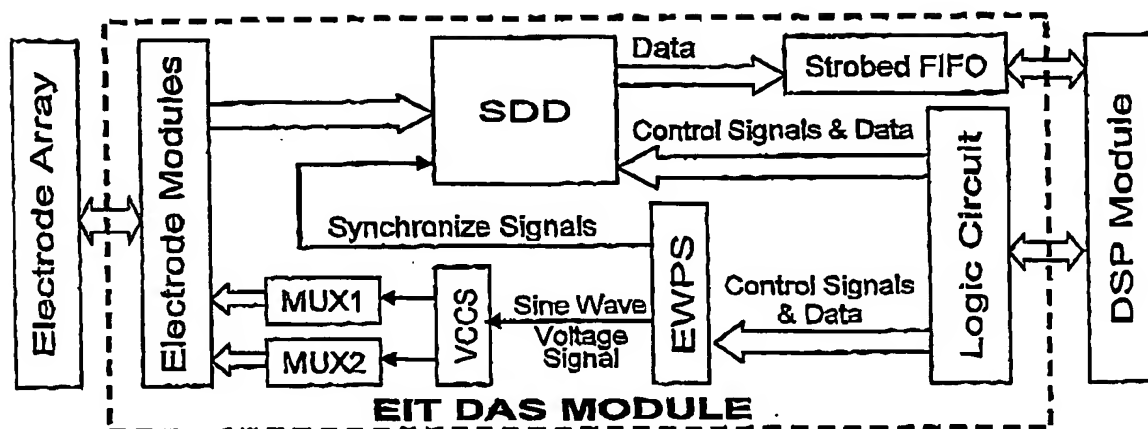 Electrode Array
Electrode Modules
SDD
Data
Strobed FIFO
Control Signals & Data
Logic Circuit
DSP Module
Synchronize Signals
EWPS
Control Signals
& Data
MUX1
MUX2
VCCS
Sine Wave
Voltage
Signal
EIT DAS MODULE